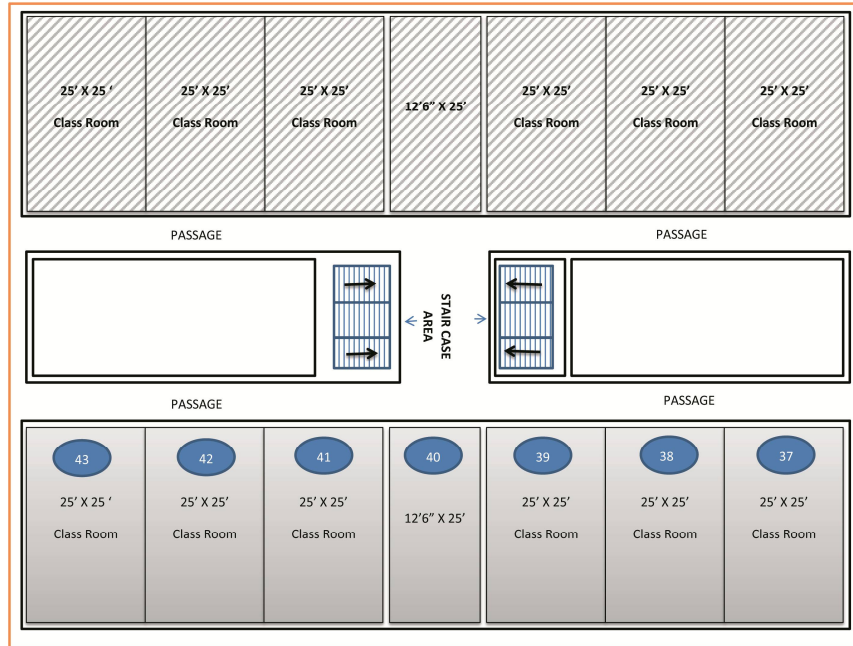 25' X 25 ' 25' X 25' 25' X 25' 12'6" X 25' 25' X 25' 25' X 25' 25' X 25'
Class Room Class Room Class Room Class Room Class Room Class Room
PASSAGE PASSAGE
STAIR CASE
AREA
PASSAGE PASSAGE
43 42 41 40 39 38 37
25' X 25 ' 25' X 25' 25' X 25' 12'6" X 25' 25' X 25' 25' X 25' 25' X 25'
Class Room Class Room Class Room Class Room Class Room Class Room